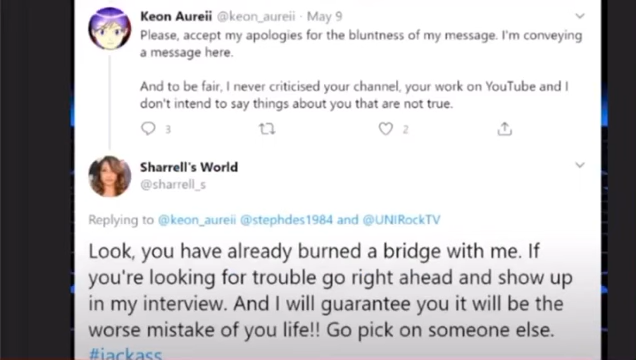 Keon Aureii @keon_aureii · May 9
Please, accept my apologies for the bluntness of my message. I'm conveying
a message here.
And to be fair, I never criticised your channel, your work on YouTube and I
don't intend to say things about you that are not true.
3 2
Sharrell's World
@sharrell_s
Replying to @keon_aureii @stephdes1984 and @UNIRockTV
Look, you have already burned a bridge with me. If
you're looking for trouble go right ahead and show up
in my interview. And I will guarantee you it will be the
worse mistake of you life!! Go pick on someone else.
#jackass